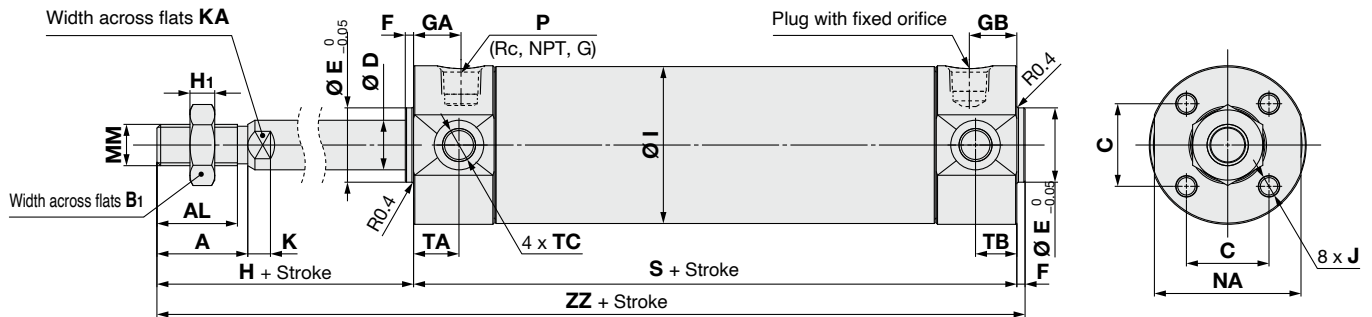 Width across flats KA
F
GA
P
(Rc, NPT, G)
Plug with fixed orifice
GB
Ø E 0 -0.05
Ø D
R0.4
H1
MM
Ø I
C
Width across flats B1
AL
R0.4
Ø E 0 -0.05
A
K
TA
4 x TC
TB
C
8 x J
H + Stroke
S + Stroke
F
NA
ZZ + Stroke